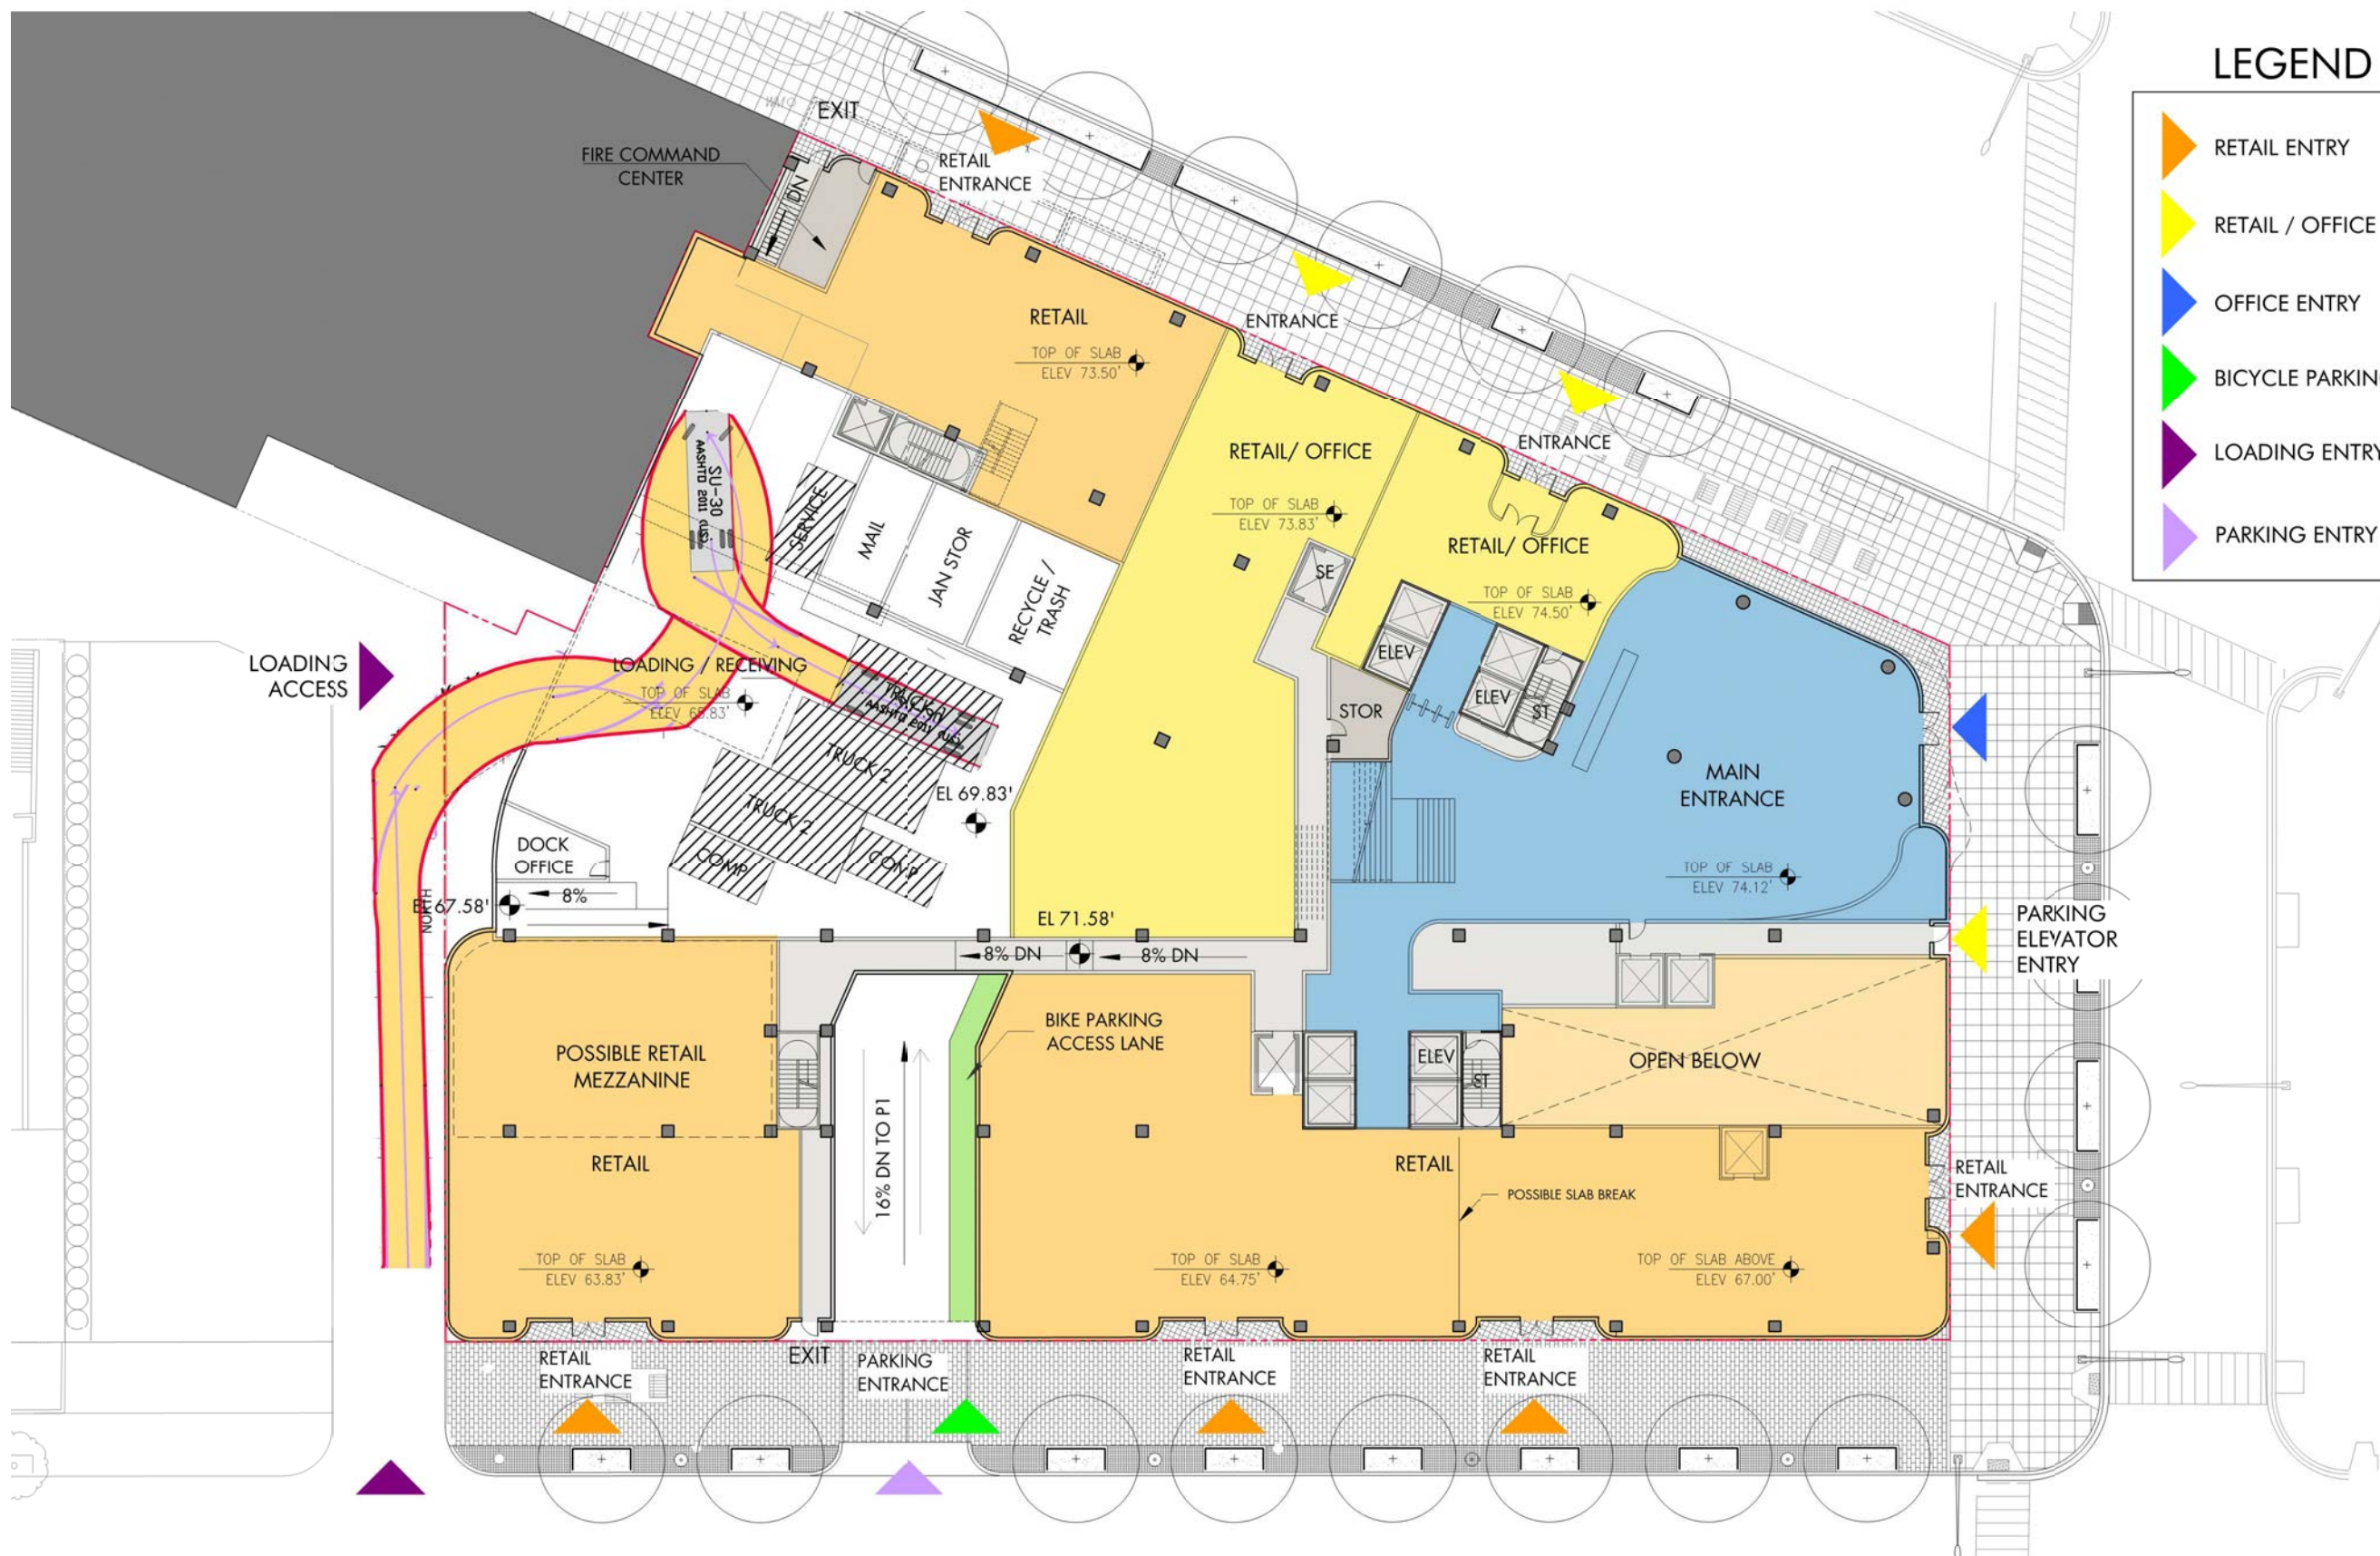 LEGEND
RETAIL ENTRY
RETAIL / OFFICE
OFFICE ENTRY
BICYCLE PARKIN
LOADING ENTRY
PARKING ENTRY
EXIT
FIRE COMMAND
CENTER
DN
RETAIL
ENTRANCE
RETAIL
TOP OF SLAB
ELEV 73.50'
ENTRANCE
RETAIL/ OFFICE
TOP OF SLAB
ELEV 73.83'
ENTRANCE
RETAIL/ OFFICE
TOP OF SLAB
ELEV 74.50'
SU-30
AASHTO 2011 (US)
SERVICE
MAIL
JAN STOR
RECYCLE /
TRASH
SE
ELEV
ELEV
ST
STOR
LOADING
ACCESS
LOADING / RECEIVING
TOP OF SLAB
TRUCK 2
TRUCK 2
AASHTO 2011 (US)
COMP
COMP
EL 69.83'
MAIN
ENTRANCE
TOP OF SLAB
ELEV 74.12'
DOCK
OFFICE
8%
EL 67.58'
NORTH
EL 71.58'
8% DN
8% DN
PARKING
ELEVATOR
ENTRY
POSSIBLE RETAIL
MEZZANINE
BIKE PARKING
ACCESS LANE
ELEV
ST
OPEN BELOW
16% DN TO P1
RETAIL
RETAIL
POSSIBLE SLAB BREAK
RETAIL
ENTRANCE
TOP OF SLAB
ELEV 63.83'
TOP OF SLAB
ELEV 64.75'
TOP OF SLAB ABOVE
ELEV 67.00'
RETAIL
ENTRANCE
EXIT
PARKING
ENTRANCE
RETAIL
ENTRANCE
RETAIL
ENTRANCE